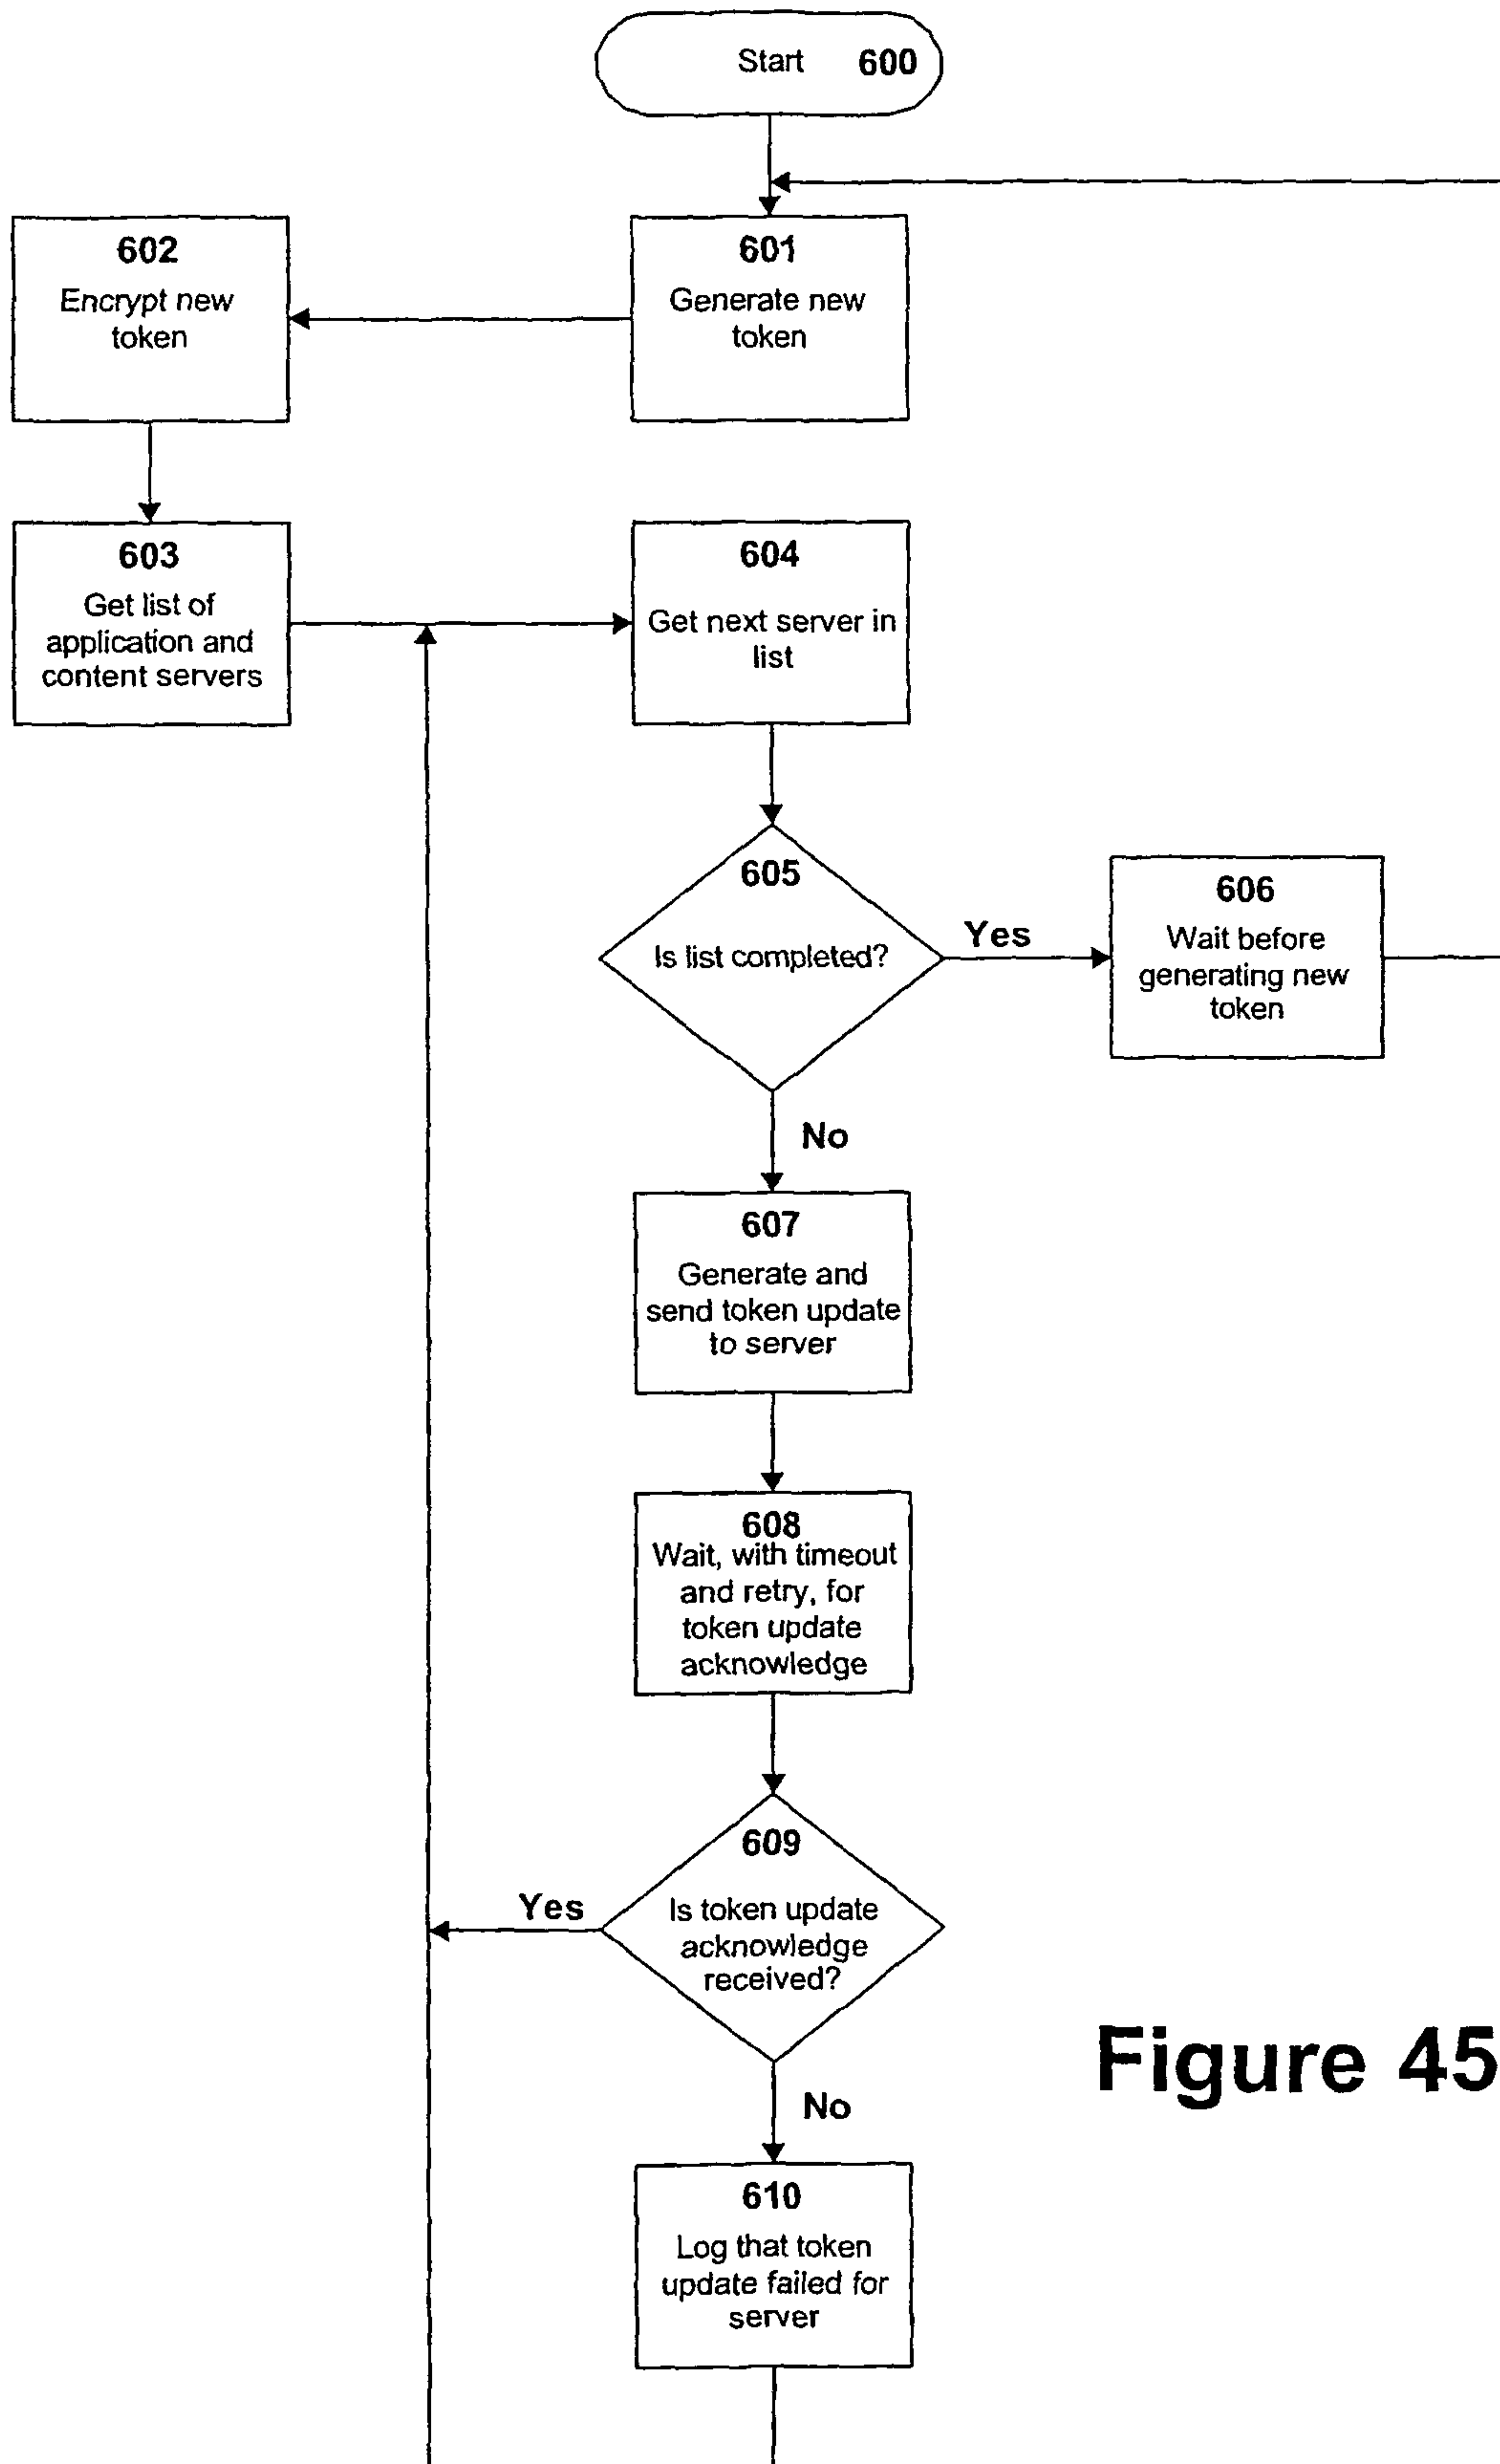 Start 600
602
Encrypt new
token
601
Generate new
token
603
Get list of
application and
content servers
604
Get next server in
list
605
Is list completed?
Yes
606
Wait before
generating new
token
No
607
Generate and
send token update
to server
608
Wait, with timeout
and retry, for
token update
acknowledge
609
Is token update
acknowledge
received?
Yes
No
Figure 45
610
Log that token
update failed for
server